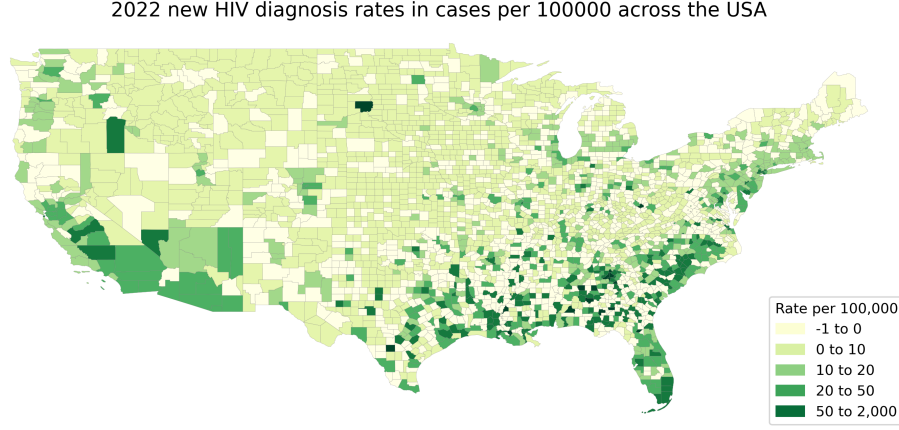 2022 new HIV diagnosis rates in cases per 100000 across the USA
Rate per 100,000
-1 to 0
0 to 10
10 to 20
20 to 50
50 to 2,000